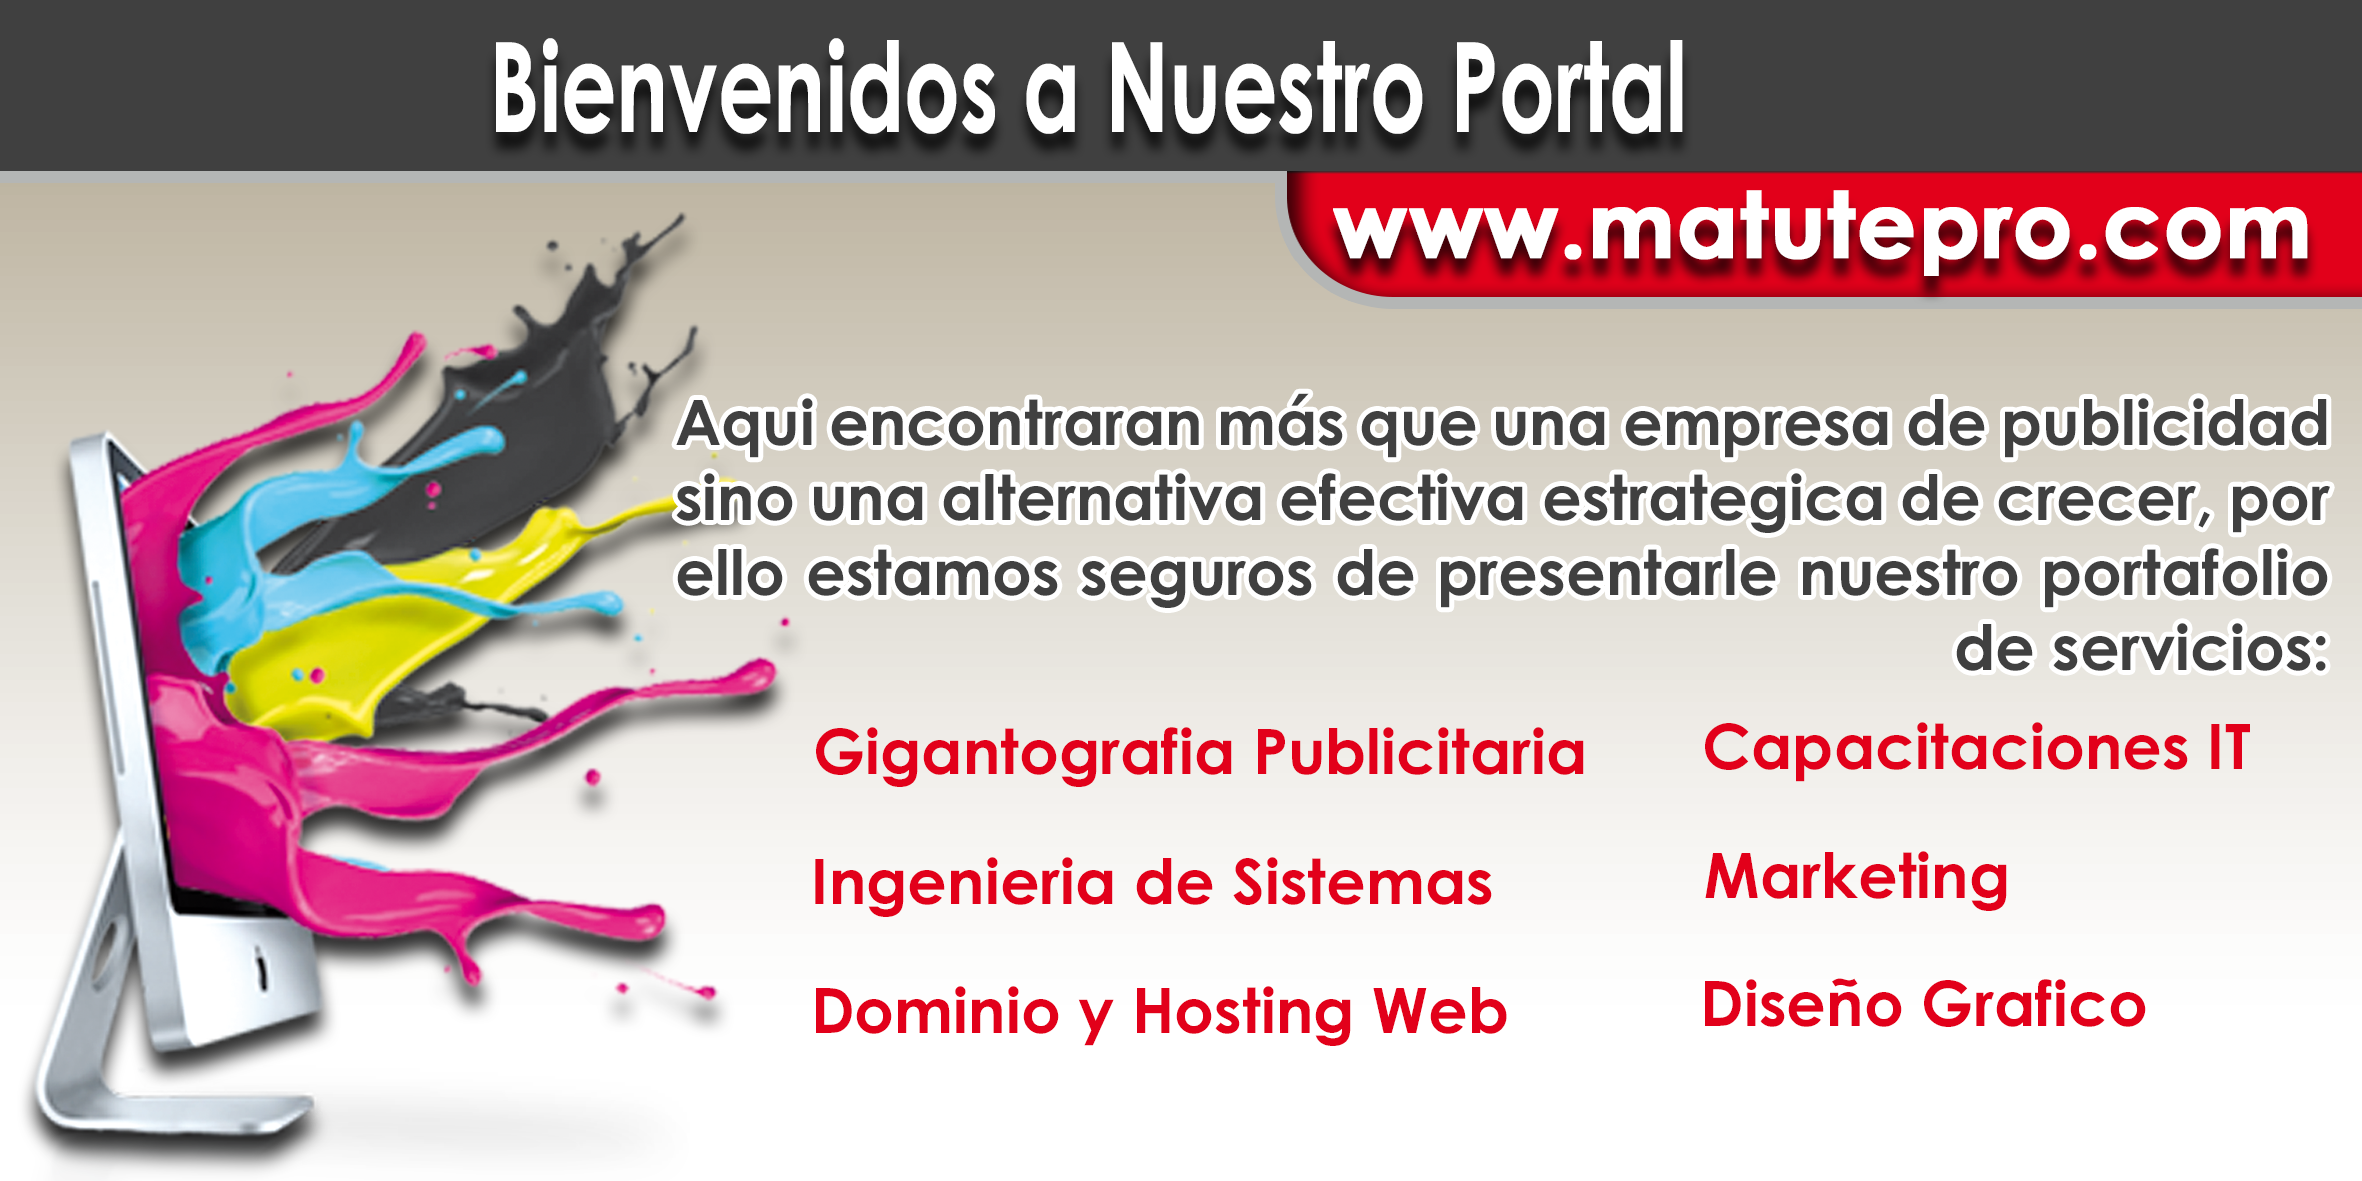 Bienvenidos a Nuestro Portal
www.matutepro.com
Aqui encontraran más que una empresa de publicidad
sino una alternativa efectiva estrategica de crecer, por
ello estamos seguros de presentarle nuestro portafolio
de servicios:
Gigantografia Publicitaria
Capacitaciones IT
Ingenieria de Sistemas
Marketing
Dominio y Hosting Web
Diseño Grafico